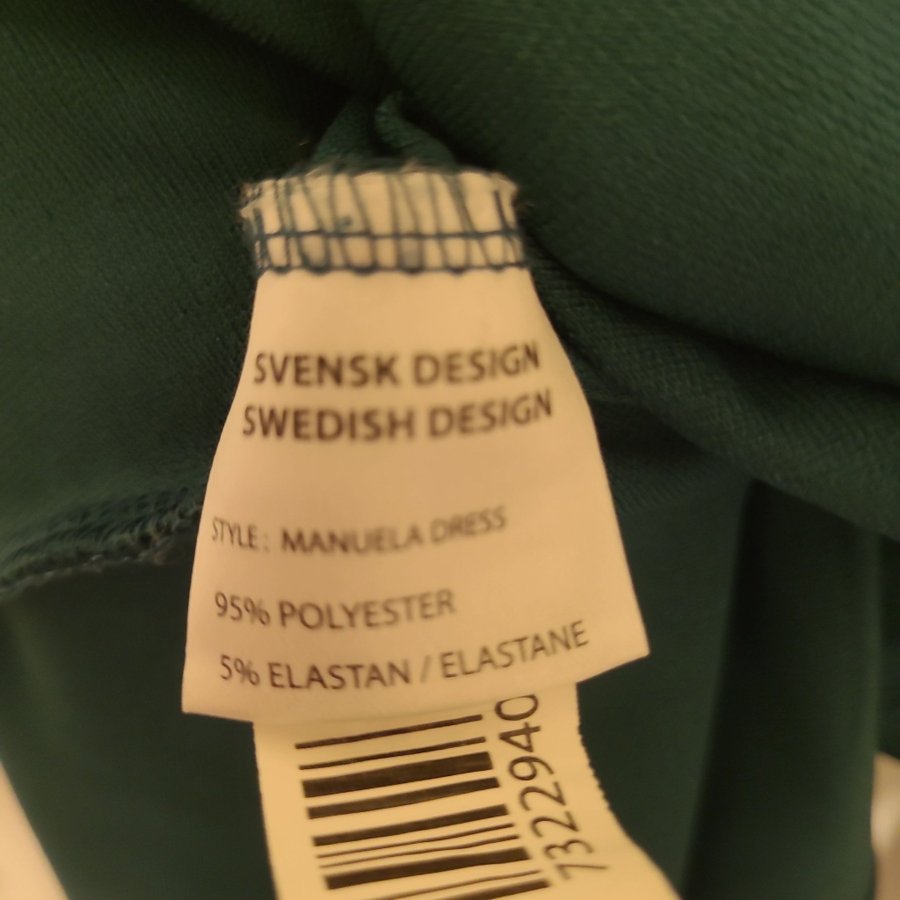 SVENSK DESIGN
SWEDISH DESIGN
STYLE: MANUELA DRESS
95% POLYESTER
5% ELASTAN / ELASTANE
7322940